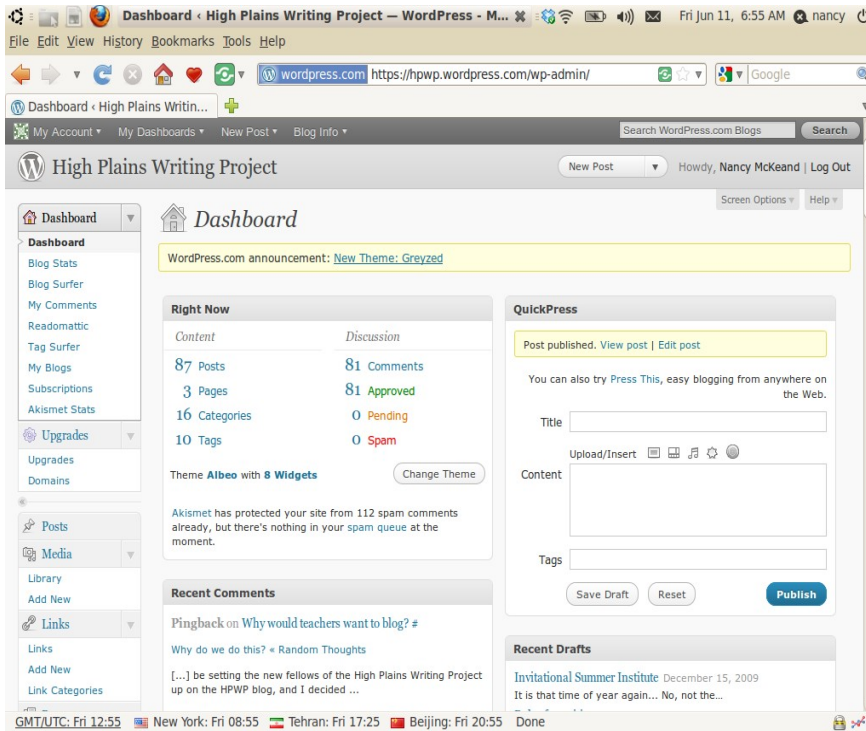 Dashboard ‹ High Plains Writing Project — WordPress - M... Fri Jun 11, 6:55 AM nancy
File Edit View History Bookmarks Tools Help
wordpress.com https://hpwp.wordpress.com/wp-admin/ Google
Dashboard ‹ High Plains Writin...
My Account My Dashboards New Post Blog Info Search WordPress.com Blogs Search
High Plains Writing Project New Post Howdy, Nancy McKeand | Log Out
Screen Options Help
Dashboard
Dashboard
Blog Stats
Blog Surfer
My Comments
Readomattic
Tag Surfer
My Blogs
Subscriptions
Akismet Stats
Upgrades
Upgrades
Domains
Posts
Media
Library
Add New
Links
Links
Add New
Link Categories
Dashboard
WordPress.com announcement: New Theme: Greyzed
Right Now
Content Discussion
87 Posts 81 Comments
3 Pages 81 Approved
16 Categories 0 Pending
10 Tags 0 Spam
Theme Albeo with 8 Widgets Change Theme
Akismet has protected your site from 112 spam comments
already, but there's nothing in your spam queue at the
moment.
Recent Comments
Pingback on Why would teachers want to blog? #
Why do we do this? « Random Thoughts
[...] be setting the new fellows of the High Plains Writing Project
up on the HPWP blog, and I decided ...
QuickPress
Post published. View post | Edit post
You can also try Press This, easy blogging from anywhere on
the Web.
Title
Upload/Insert
Content
Tags
Save Draft Reset Publish
Recent Drafts
Invitational Summer Institute December 15, 2009
It is that time of year again... No, not the...
GMT/UTC: Fri 12:55 New York: Fri 08:55 Tehran: Fri 17:25 Beijing: Fri 20:55 Done